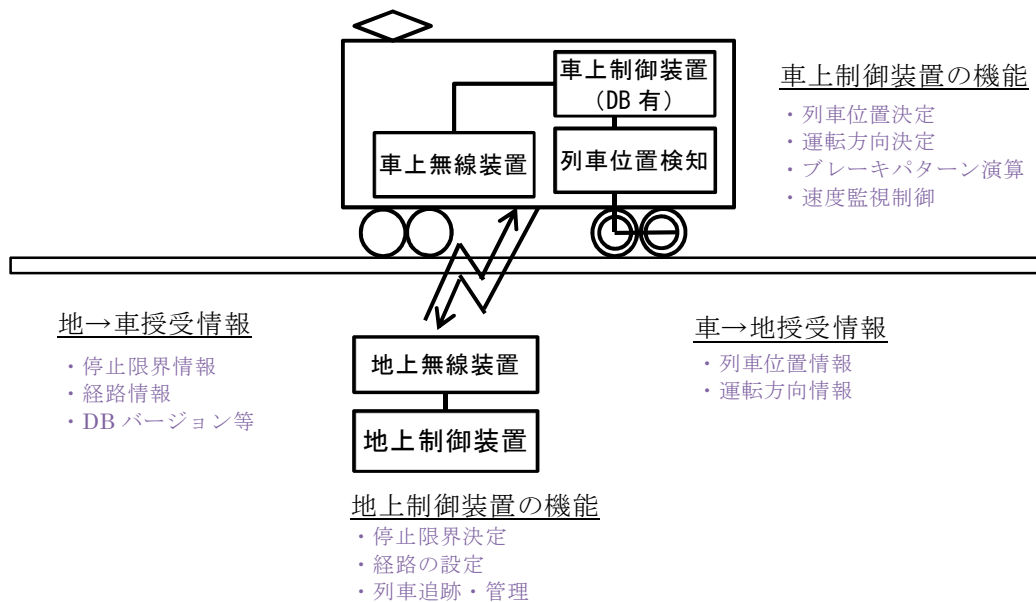 車上制御装置
(DB 有)
車上無線装置
列車位置検知
車上制御装置の機能
・列車位置決定
・運転方向決定
・ブレーキパターン演算
・速度監視制御
地→車授受情報
・停止限界情報
・経路情報
・DB バージョン等
地上無線装置
地上制御装置
車→地授受情報
・列車位置情報
・運転方向情報
地上制御装置の機能
・停止限界決定
・経路の設定
・列車追跡・管理